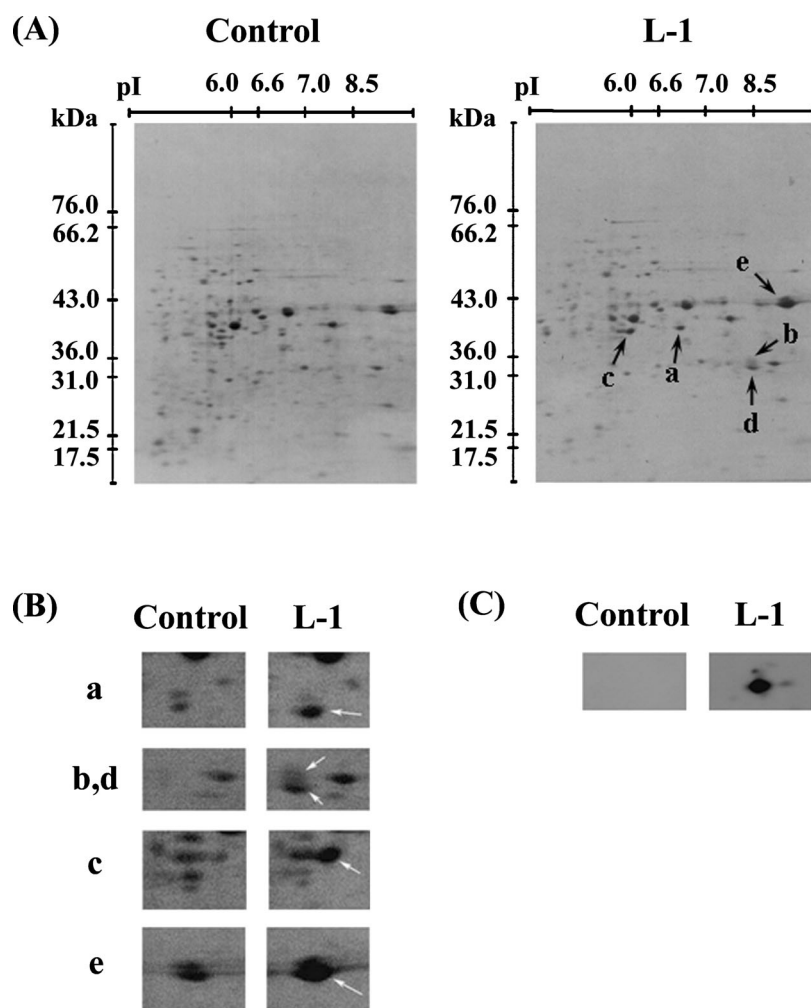 (A)
Control
L-1
pI 6.0 6.6 7.0 8.5
kDa
76.0
66.2
43.0
36.0
31.0
21.5
17.5
pI 6.0 6.6 7.0 8.5
kDa
76.0
66.2
43.0
36.0
31.0
21.5
17.5
e
b
c
a
d
(B)
Control L-1
a
b,d
c
e
(C)
Control L-1